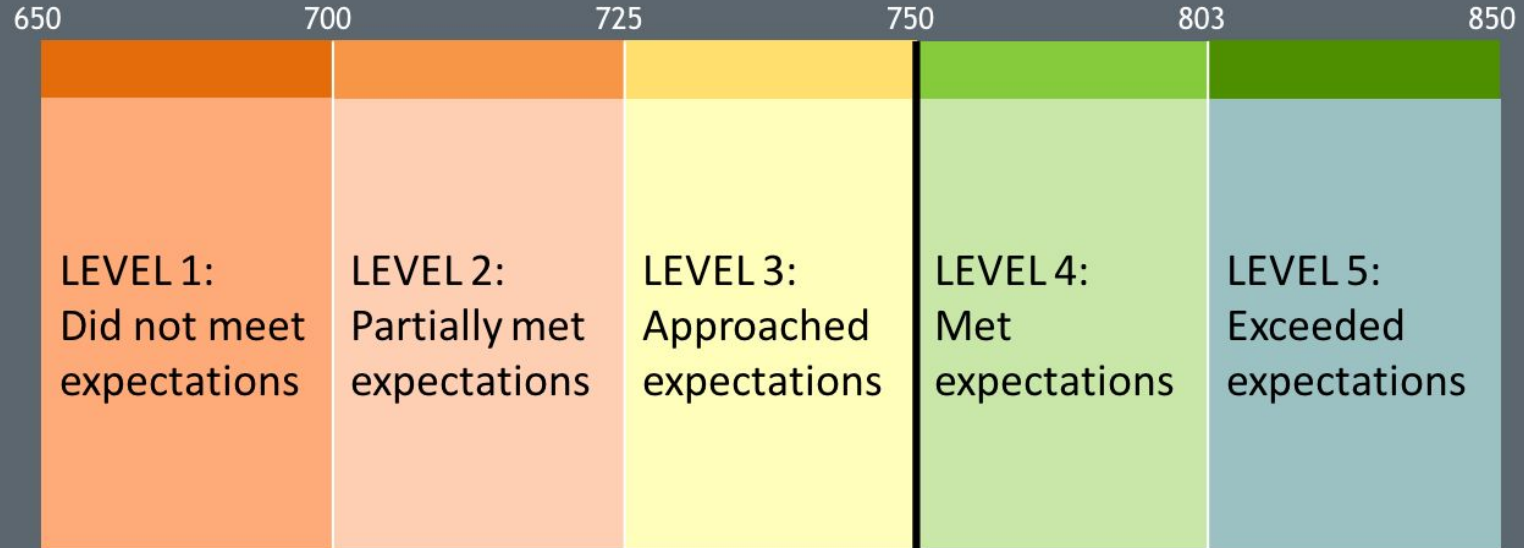 650 700 725 750 803 850
LEVEL 1:
Did not meet
expectations
LEVEL 2:
Partially met
expectations
LEVEL 3:
Approached
expectations
LEVEL 4:
Met
expectations
LEVEL 5:
Exceeded
expectations